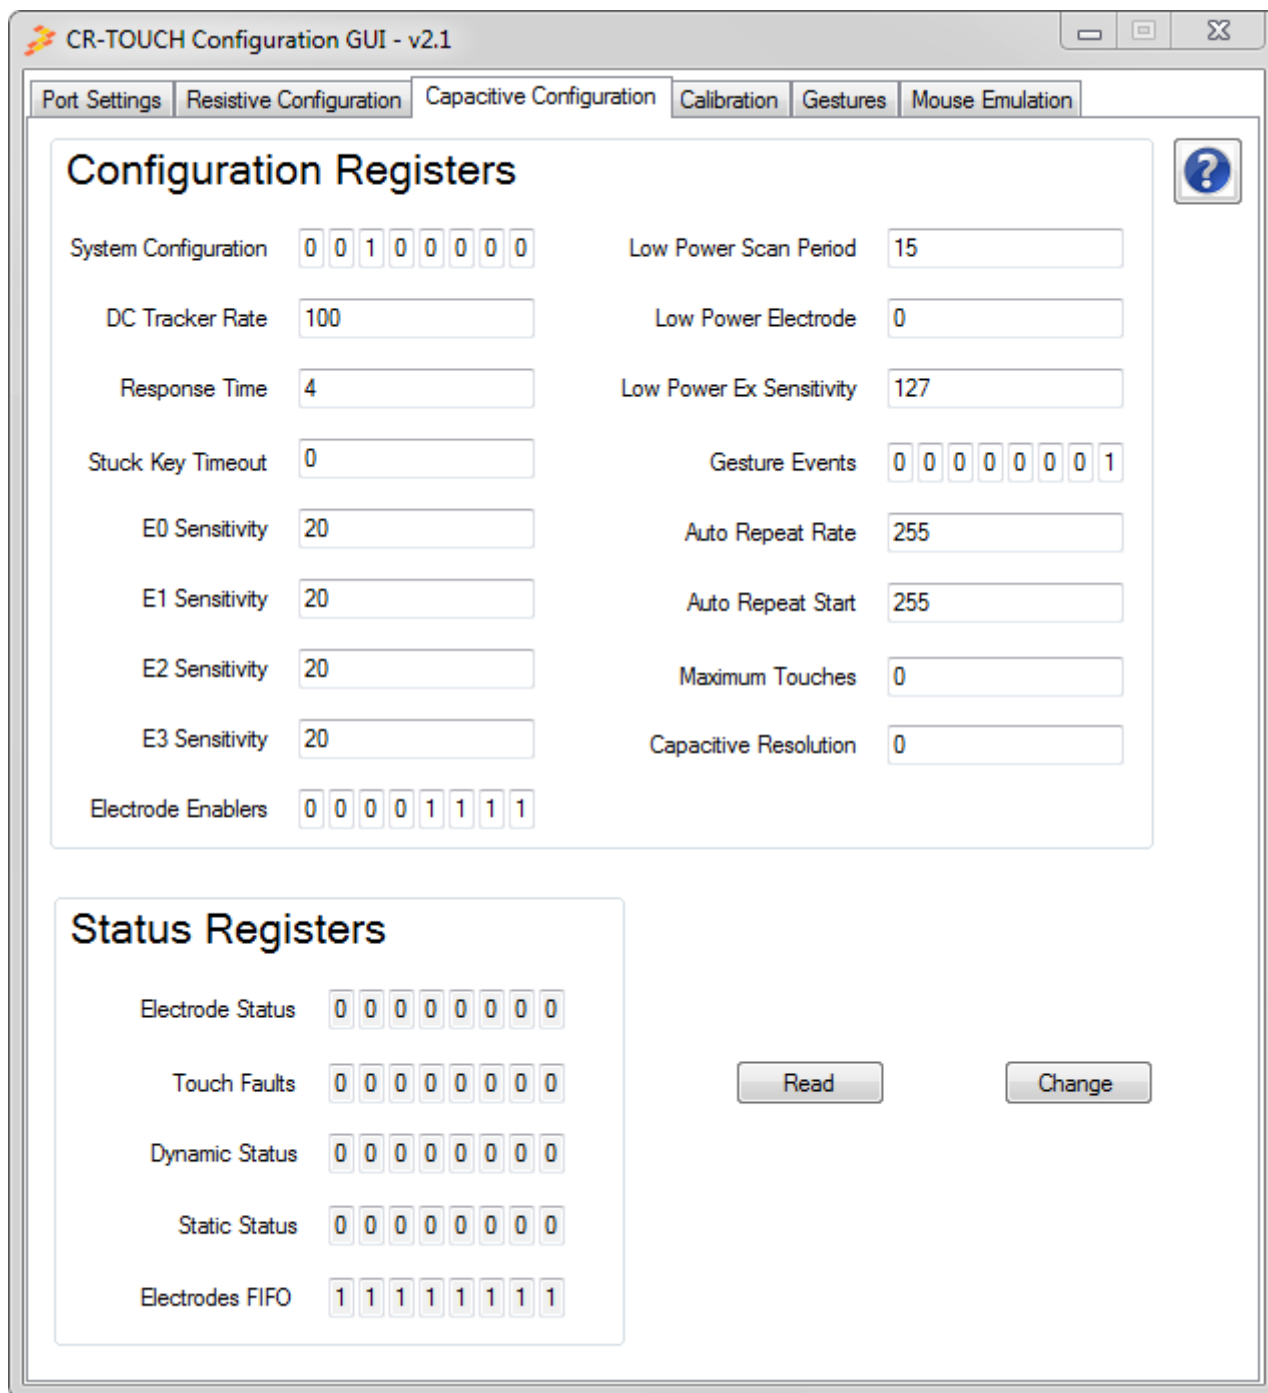 CR-TOUCH Configuration GUI - v2.1
Port Settings Resistive Configuration Capacitive Configuration Calibration Gestures Mouse Emulation
Configuration Registers
?
System Configuration 0 0 1 0 0 0 0 0
DC Tracker Rate 100
Response Time 4
Stuck Key Timeout 0
E0 Sensitivity 20
E1 Sensitivity 20
E2 Sensitivity 20
E3 Sensitivity 20
Electrode Enablers 0 0 0 0 1 1 1 1
Low Power Scan Period 15
Low Power Electrode 0
Low Power Ex Sensitivity 127
Gesture Events 0 0 0 0 0 0 0 1
Auto Repeat Rate 255
Auto Repeat Start 255
Maximum Touches 0
Capacitive Resolution 0
Status Registers
Electrode Status 0 0 0 0 0 0 0 0
Touch Faults 0 0 0 0 0 0 0 0
Dynamic Status 0 0 0 0 0 0 0 0
Static Status 0 0 0 0 0 0 0 0
Electrodes FIFO 1 1 1 1 1 1 1 1
Read Change